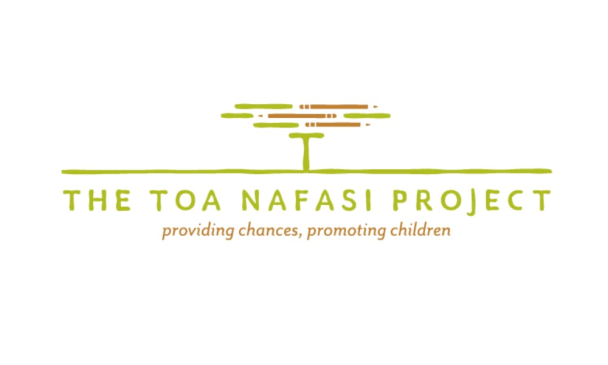 THE TOA NAFASI PROJECT
providing chances, promoting children